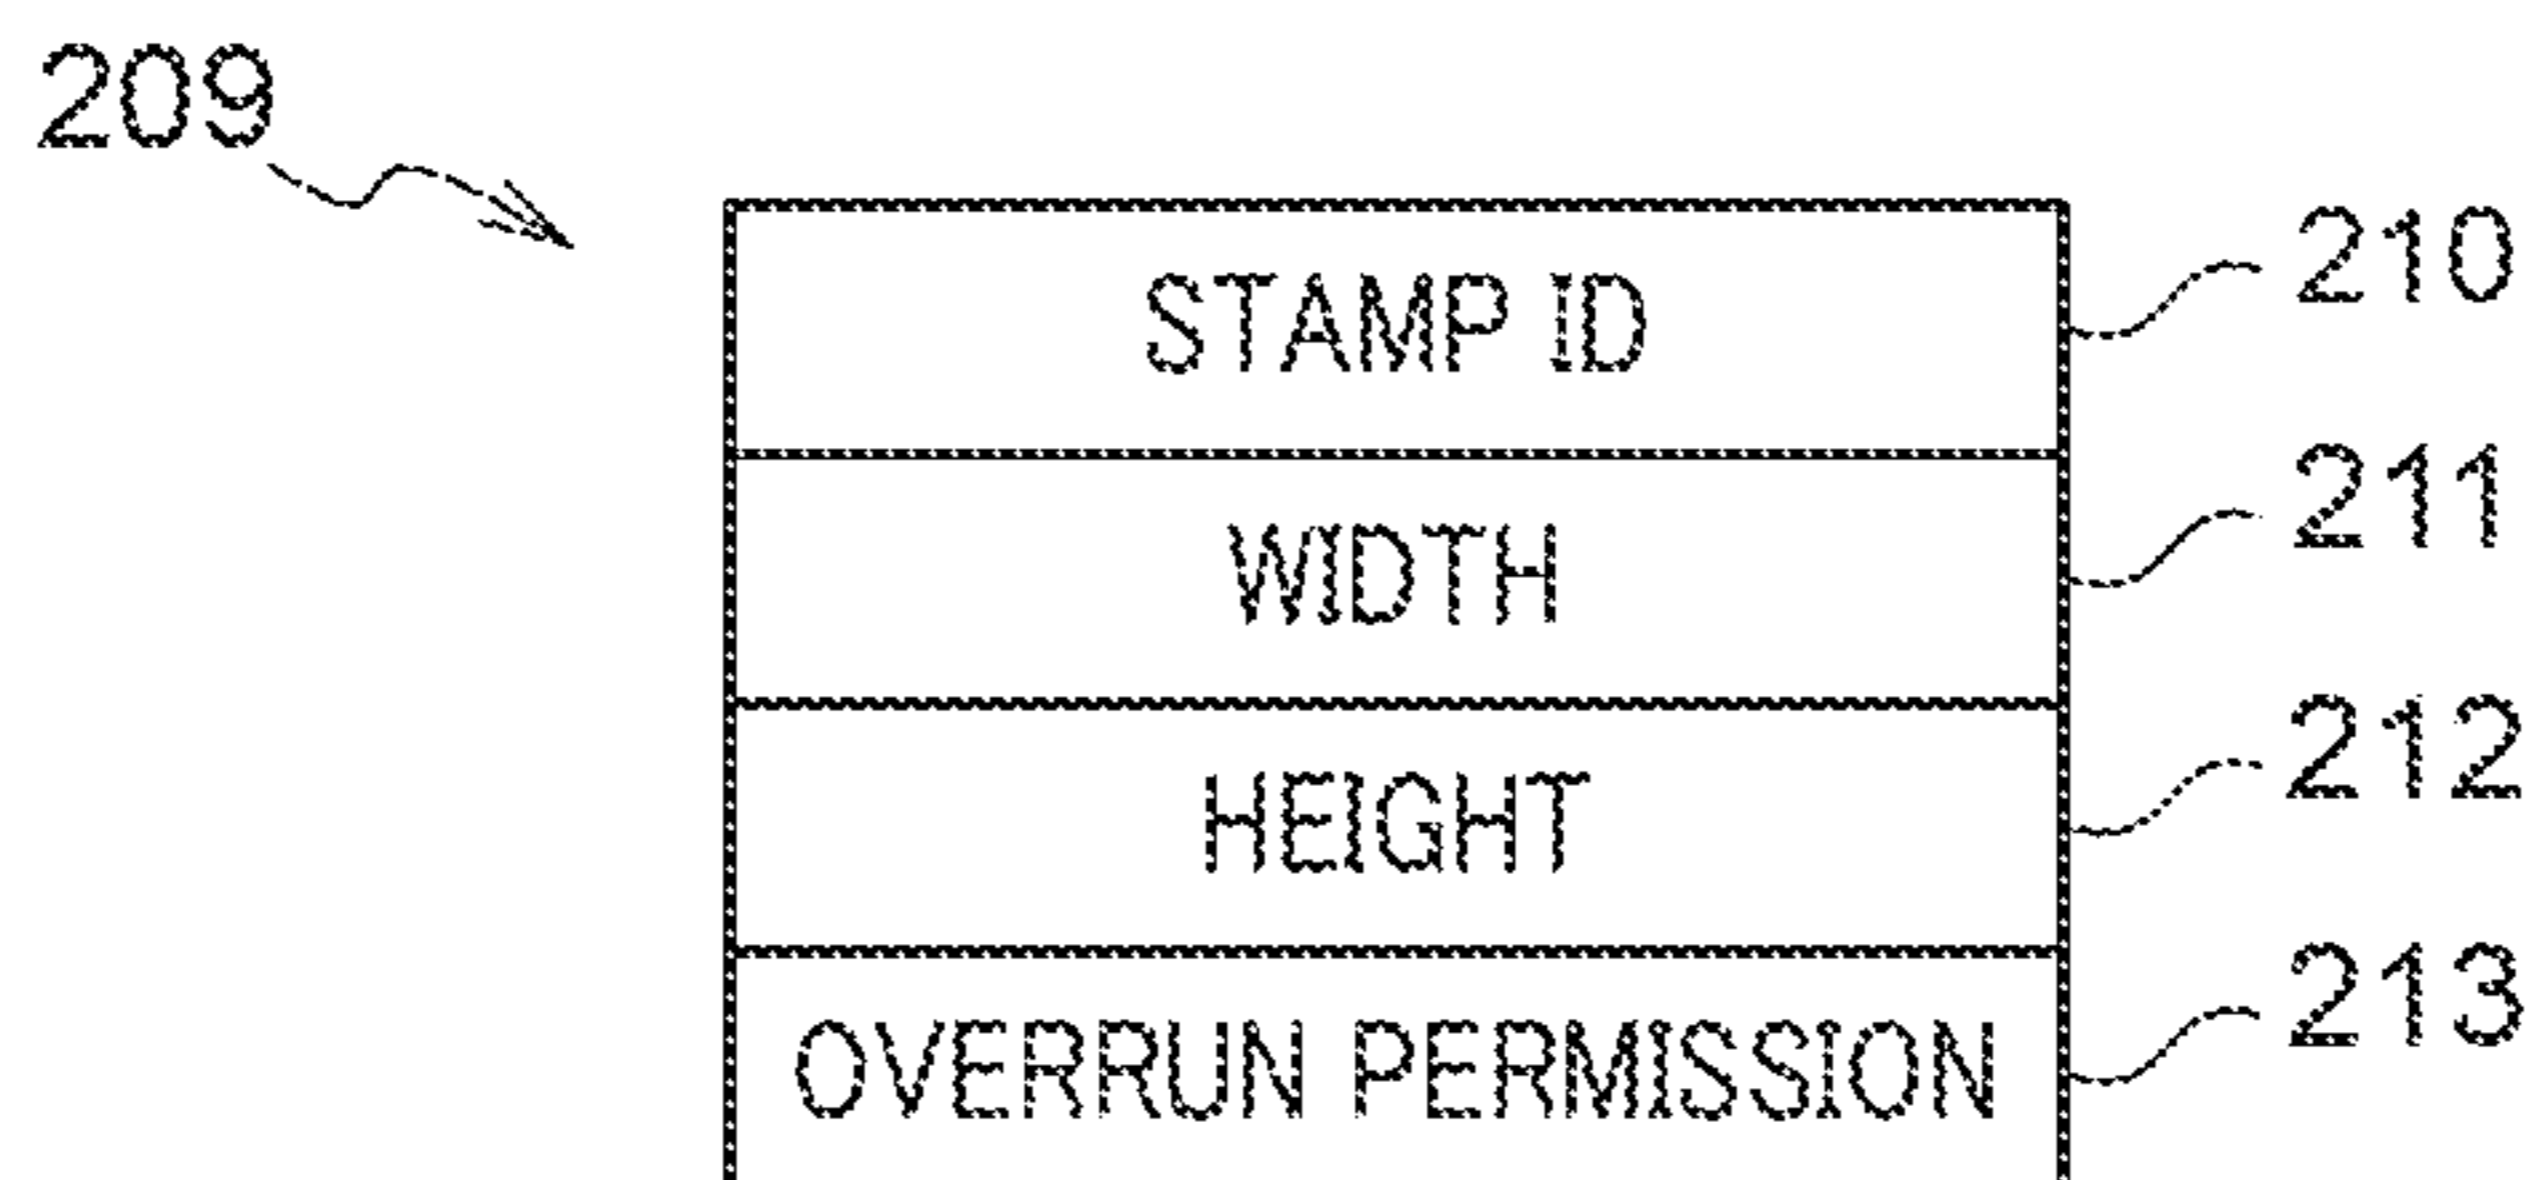 209
STAMP ID 210
WIDTH 211
HEIGHT 212
OVERRUN PERMISSION 213